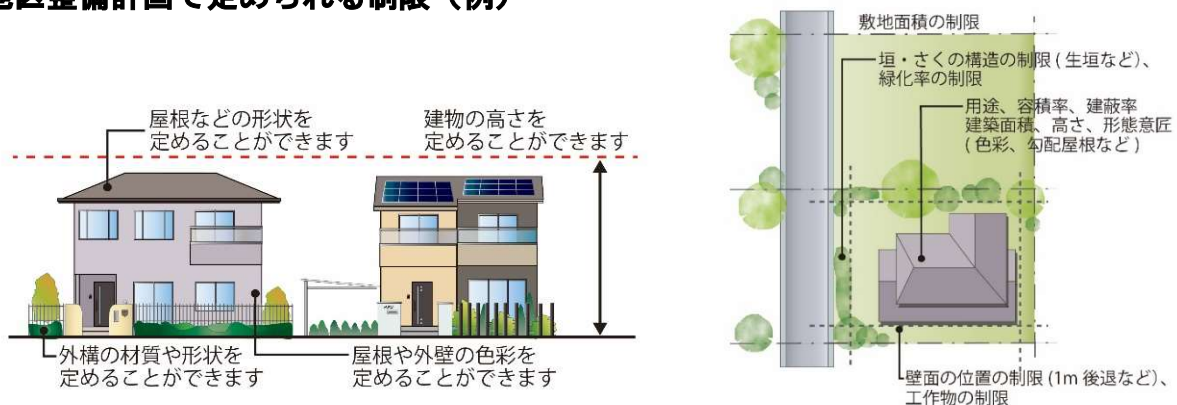 地区整備計画で定められる制限（例）
屋根などの形状を
定めることができます
建物の高さを
定めることができます
外構の材質や形状を
定めることができます
屋根や外壁の色彩を
定めることができます
敷地面積の制限
垣・さくの構造の制限(生垣など)、
緑化率の制限
用途、容積率、建蔽率
建築面積、高さ、形態意匠
(色彩、勾配屋根など)
壁面の位置の制限(1m後退など)、
工作物の制限